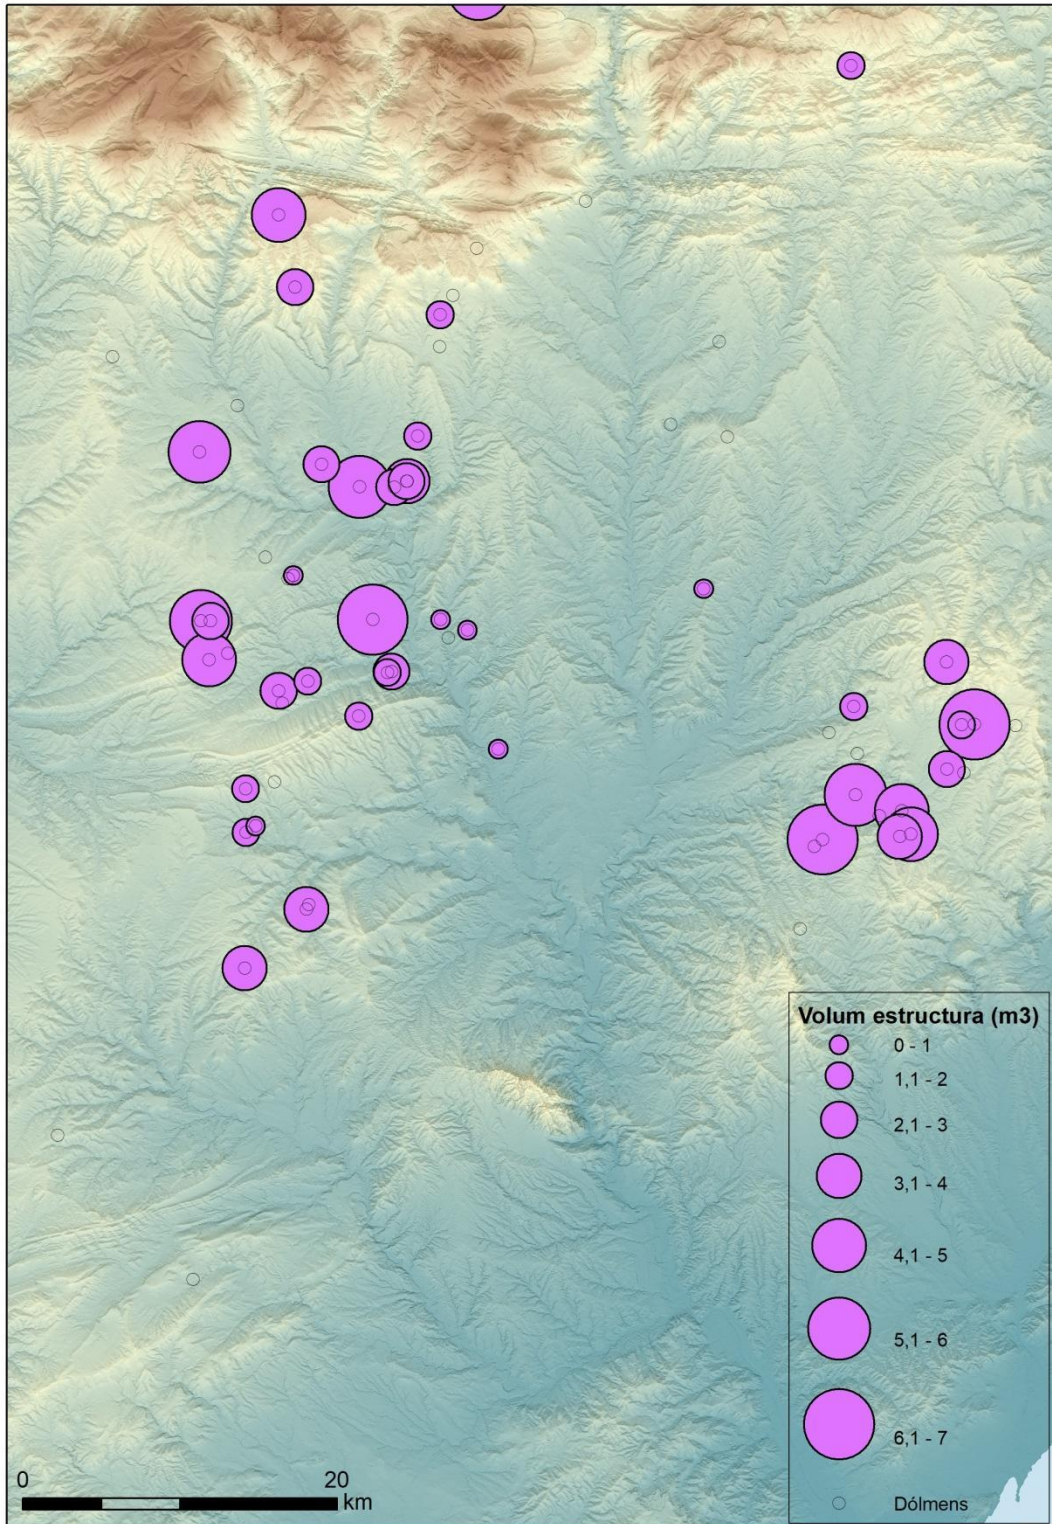 Volum estructura (m3)
0 - 1
1,1 - 2
2,1 - 3
3,1 - 4
4,1 - 5
5,1 - 6
6,1 - 7
Dólmens
0 20
km